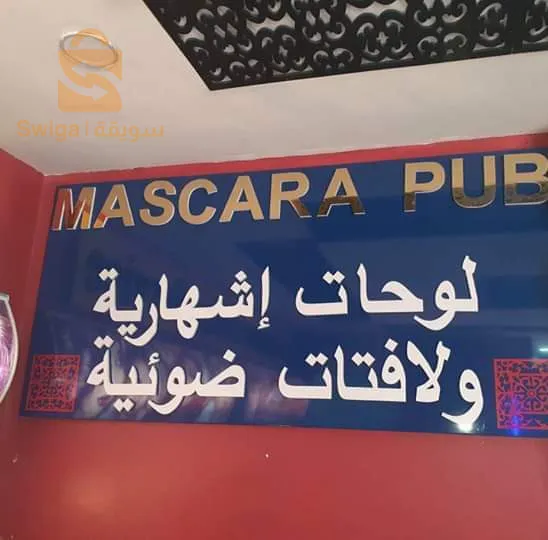 Swiga | سويقة
MASCARA PUB
لوحات إشهارية
ولافتات ضوئية